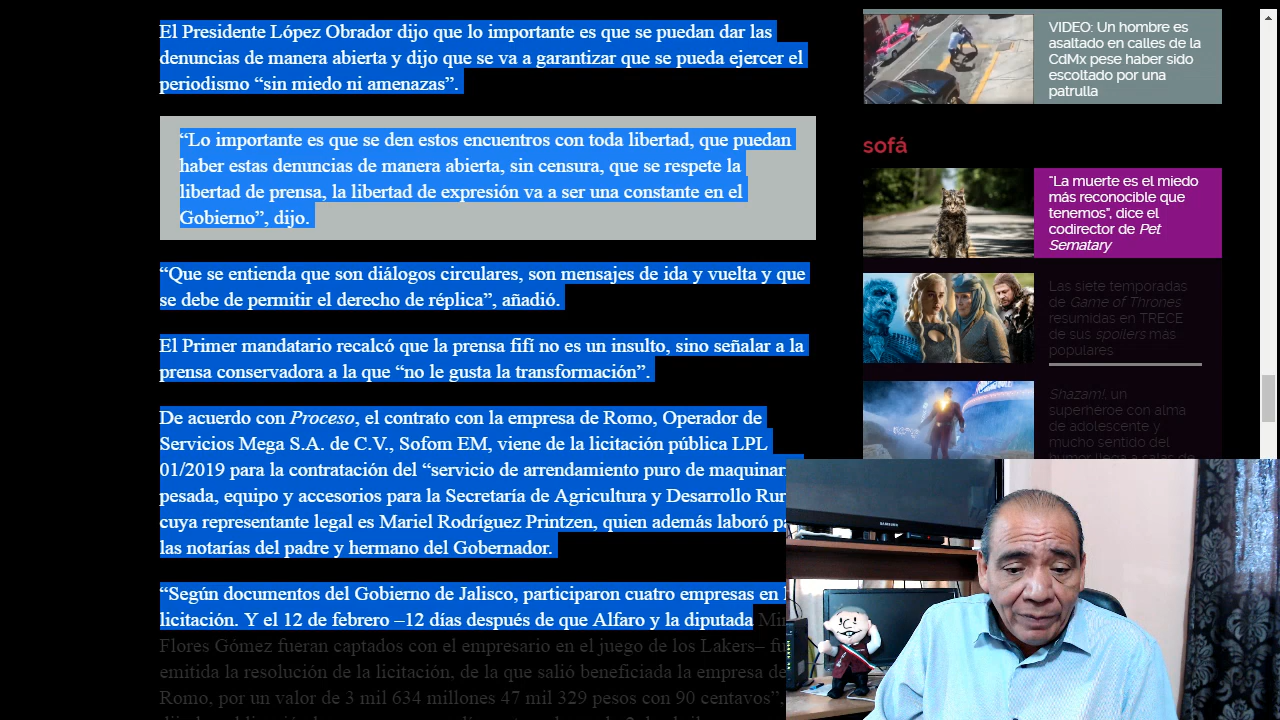 El Presidente López Obrador dijo que lo importante es que se puedan dar las
denuncias de manera abierta y dijo que se va a garantizar que se pueda ejercer el
periodismo “sin miedo ni amenazas”.
“Lo importante es que se den estos encuentros con toda libertad, que puedan
haber estas denuncias de manera abierta, sin censura, que se respete la
libertad de prensa, la libertad de expresión va a ser una constante en el
Gobierno”, dijo.
“Que se entienda que son diálogos circulares, son mensajes de ida y vuelta y que
se debe de permitir el derecho de réplica”, añadió.
El Primer mandatario recalcó que la prensa fifí no es un insulto, sino señalar a la
prensa conservadora a la que “no le gusta la transformación”.
De acuerdo con Proceso, el contrato con la empresa de Romo, Operador de
Servicios Mega S.A. de C.V., Sofom EM, viene de la licitación pública LPL
01/2019 para la contratación del “servicio de arrendamiento puro de
pesada, equipo y accesorios para la Secretaría de Agricultura y Desarrollo
cuya representante legal es Mariel Rodríguez Printzen, quien además laboró
las notarías del padre y hermano del Gobernador.
“Según documentos del Gobierno de Jalisco, participaron cuatro empresas en
licitación. Y el 12 de febrero –12 días después de que Alfaro y la diputada
Flores Gómez fueran captados con el empresario en el juego de los Lakers–
emitida la resolución de la licitación, de la que salió beneficiada la empresa de
Romo, por un valor de 3 mil 634 millones 47 mil 329 pesos con 90 centavos”,
VIDEO: Un hombre es
asaltado en calles de la
CdMx pese haber sido
escoltado por una
patrulla
sofá
"La muerte es el miedo
más reconocible que
tenemos", dice el
codirector de Pet
Sematary
Las siete temporadas
de Game of Thrones
resumidas en TRECE
de sus spoilers más
populares
Shazam!, un
superhéroe con alma
de adolescente y
mucho sentido del
humor llega a salas de
SAMSUNG